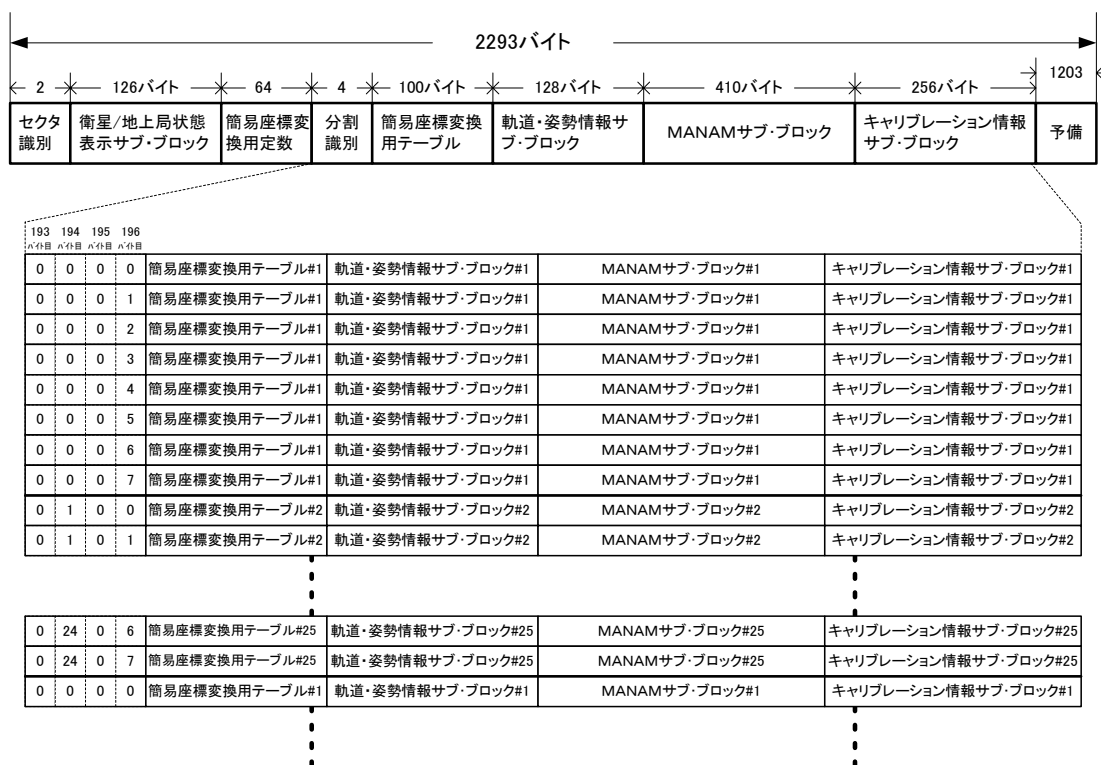 2293バイト
2 126バイト 64 4 100バイト 128バイト 410バイト 256バイト 1203
セクタ識別 衛星/地上局状態表示サブ・ブロック 簡易座標変換用定数 分割識別 簡易座標変換用テーブル 軌道・姿勢情報サブ・ブロック MANAMサブ・ブロック キャリブレーション情報サブ・ブロック 予備
193 194 195 196
バイト目 バイト目 バイト目 バイト目
0 0 0 0 簡易座標変換用テーブル#1 軌道・姿勢情報サブ・ブロック#1 MANAMサブ・ブロック#1 キャリブレーション情報サブ・ブロック#1
0 0 0 1 簡易座標変換用テーブル#1 軌道・姿勢情報サブ・ブロック#1 MANAMサブ・ブロック#1 キャリブレーション情報サブ・ブロック#1
0 0 0 2 簡易座標変換用テーブル#1 軌道・姿勢情報サブ・ブロック#1 MANAMサブ・ブロック#1 キャリブレーション情報サブ・ブロック#1
0 0 0 3 簡易座標変換用テーブル#1 軌道・姿勢情報サブ・ブロック#1 MANAMサブ・ブロック#1 キャリブレーション情報サブ・ブロック#1
0 0 0 4 簡易座標変換用テーブル#1 軌道・姿勢情報サブ・ブロック#1 MANAMサブ・ブロック#1 キャリブレーション情報サブ・ブロック#1
0 0 0 5 簡易座標変換用テーブル#1 軌道・姿勢情報サブ・ブロック#1 MANAMサブ・ブロック#1 キャリブレーション情報サブ・ブロック#1
0 0 0 6 簡易座標変換用テーブル#1 軌道・姿勢情報サブ・ブロック#1 MANAMサブ・ブロック#1 キャリブレーション情報サブ・ブロック#1
0 0 0 7 簡易座標変換用テーブル#1 軌道・姿勢情報サブ・ブロック#1 MANAMサブ・ブロック#1 キャリブレーション情報サブ・ブロック#1
0 1 0 0 簡易座標変換用テーブル#2 軌道・姿勢情報サブ・ブロック#2 MANAMサブ・ブロック#2 キャリブレーション情報サブ・ブロック#2
0 1 0 1 簡易座標変換用テーブル#2 軌道・姿勢情報サブ・ブロック#2 MANAMサブ・ブロック#2 キャリブレーション情報サブ・ブロック#2
0 24 0 6 簡易座標変換用テーブル#25 軌道・姿勢情報サブ・ブロック#25 MANAMサブ・ブロック#25 キャリブレーション情報サブ・ブロック#25
0 24 0 7 簡易座標変換用テーブル#25 軌道・姿勢情報サブ・ブロック#25 MANAMサブ・ブロック#25 キャリブレーション情報サブ・ブロック#25
0 0 0 0 簡易座標変換用テーブル#1 軌道・姿勢情報サブ・ブロック#1 MANAMサブ・ブロック#1 キャリブレーション情報サブ・ブロック#1